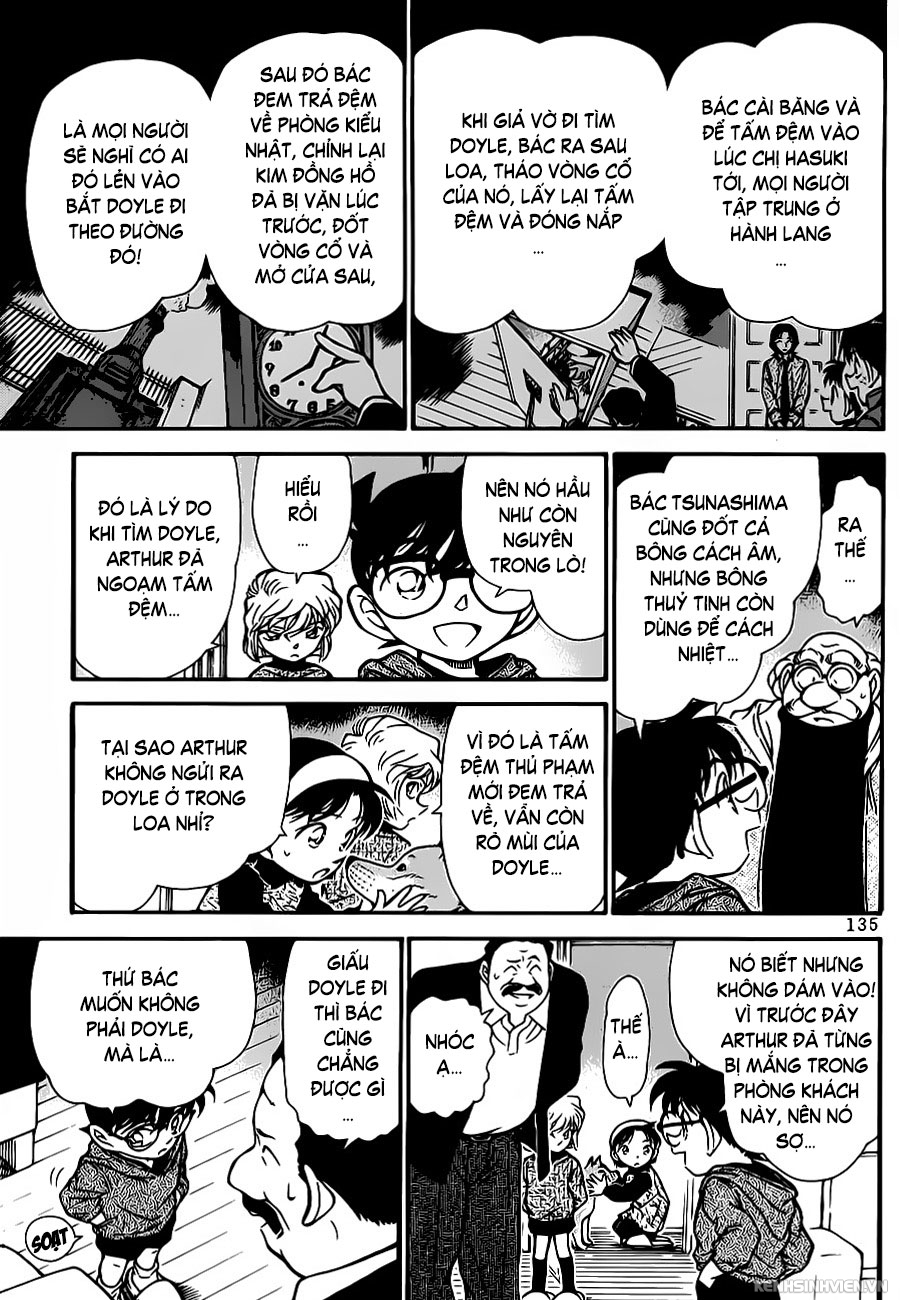 BÁC CÀI BĂNG VÀ
ĐỂ TẤM ĐỆM VÀO
LÚC CHỊ HASUKI
TỚI, MỌI NGƯỜI
TẬP TRUNG Ở
HÀNH LANG
...
KHI GIẢ VỜ ĐI TÌM
DOYLE, BÁC RA SAU
LOA, THÁO VÒNG CỔ
CỦA NÓ, LẤY LẠI TẤM
ĐỆM VÀ ĐÓNG NẮP
...
SAU ĐÓ BÁC
ĐEM TRẢ ĐỆM
VỀ PHÒNG KIỂU
NHẬT, CHỈNH LẠI
KIM ĐỒNG HỒ
ĐÃ BỊ VẶN LÚC
TRƯỚC, ĐỐT
VÒNG CỔ VÀ
MỞ CỬA SAU,
LÀ MỌI NGƯỜI
SẼ NGHĨ CÓ AI
ĐÓ LẺN VÀO
BẮT DOYLE ĐI
THEO ĐƯỜNG
ĐÓ!
10
9
8
7
6
5
RA
THẾ
...
BÁC TSUNASHIMA
CŨNG ĐỐT CẢ
BÔNG CÁCH ÂM,
NHƯNG BÔNG
THUỶ TINH CÒN
DÙNG ĐỂ CÁCH
NHIỆT...
NÊN NÓ HẦU
NHƯ CÒN
NGUYÊN
TRONG LÒ!
HIỂU
RỒI
...
ĐÓ LÀ LÝ DO
KHI TÌM DOYLE,
ARTHUR ĐÃ
NGOẠM TẤM
ĐỆM...
VÌ ĐÓ LÀ TẤM
ĐỆM THỦ PHẠM
MỚI ĐEM TRẢ
VỀ, VẪN CÒN
RÕ MÙI CỦA
DOYLE...
TẠI SAO ARTHUR
KHÔNG NGỬI RA
DOYLE Ở TRONG
LOA NHỈ?
135
NÓ BIẾT NHƯNG
KHÔNG DÁM VÀO!
VÌ TRƯỚC ĐÂY
ARTHUR ĐÃ TỪNG
BỊ MẮNG TRONG
PHÒNG KHÁCH
NÀY, NÊN NÓ
SỢ...
THẾ
À...
NHÓC
Ạ...
GIẤU
DOYLE ĐI
THÌ BÁC
CŨNG
CHẲNG
ĐƯỢC GÌ
...
THỨ BÁC
MUỐN KHÔNG
PHẢI DOYLE,
MÀ LÀ...
SOẠT
KENHSINHVIEN.VN